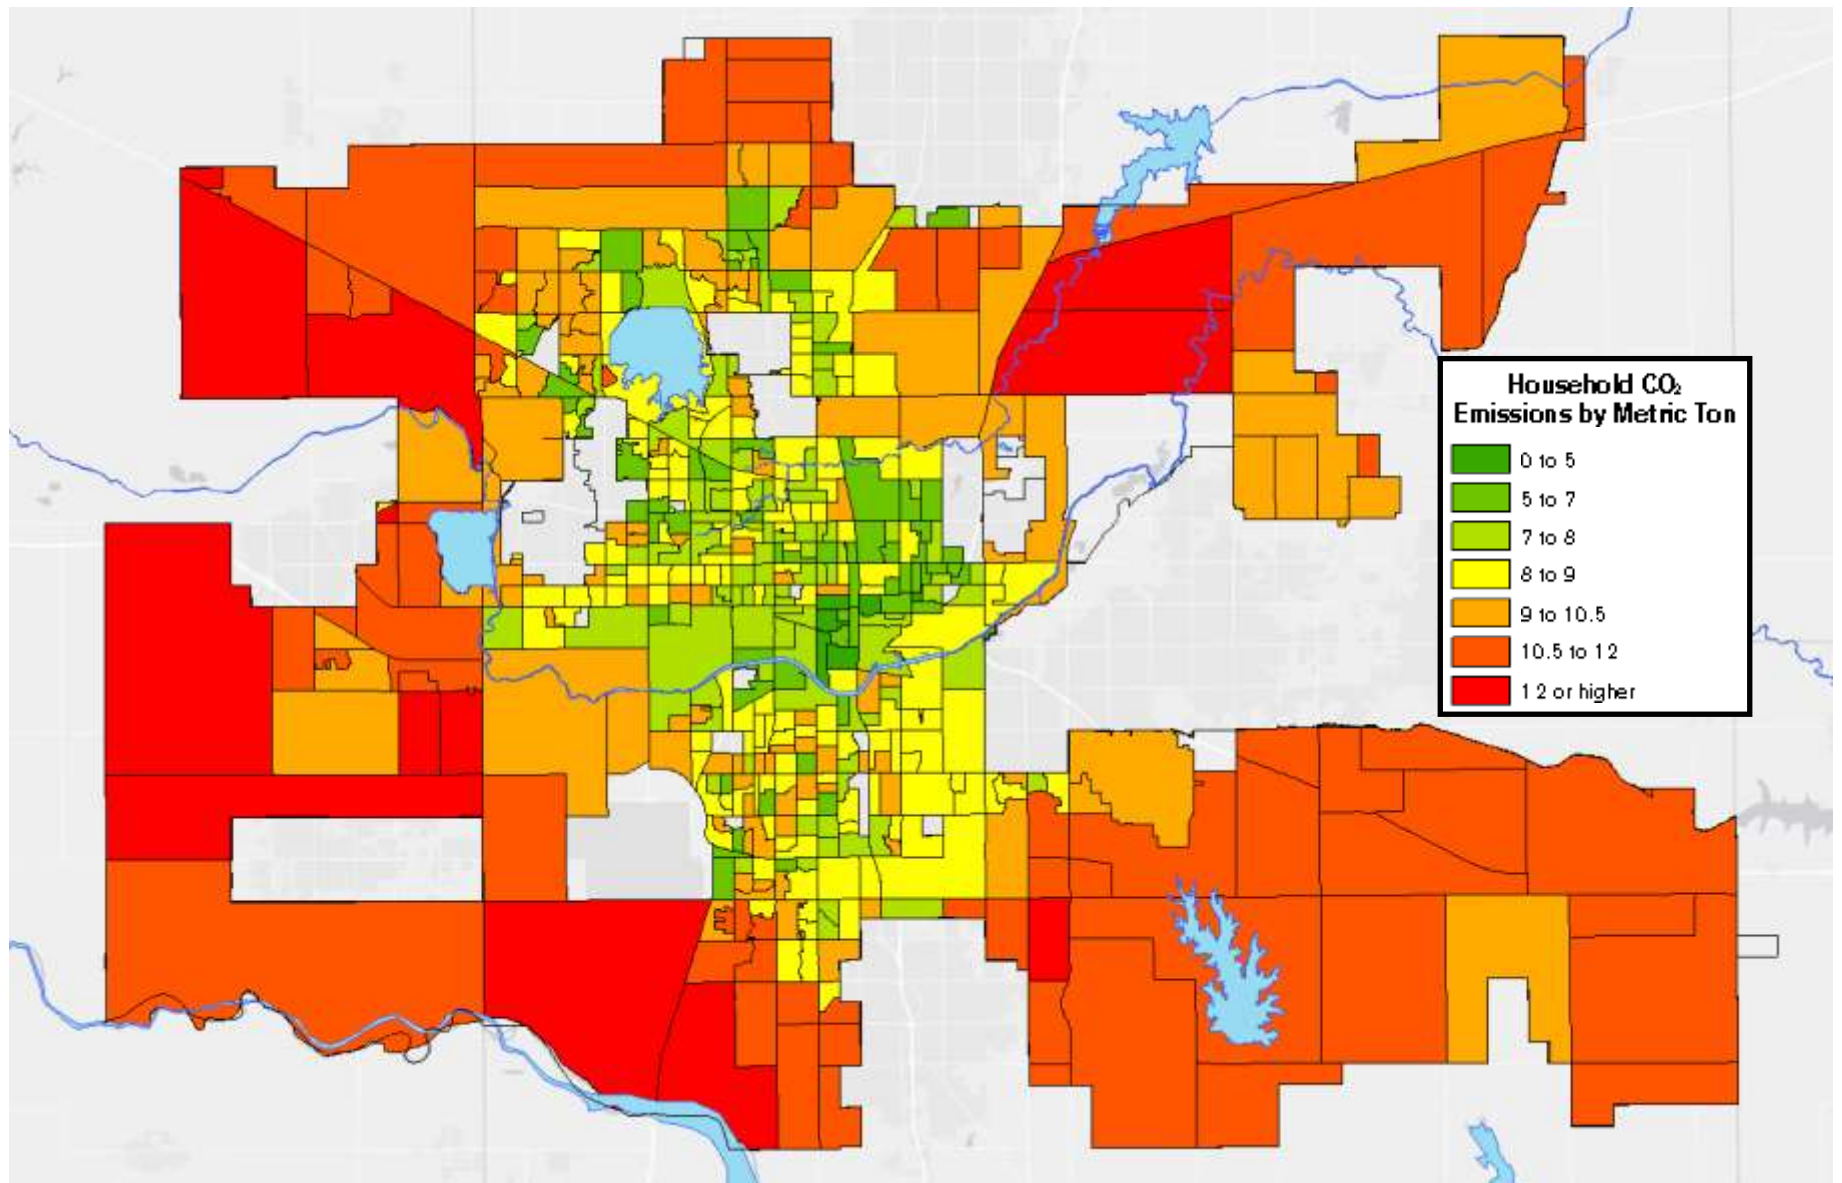 Household CO₂
Emissions by Metric Ton
0 to 5
5 to 7
7 to 8
8 to 9
9 to 10.5
10.5 to 12
12 or higher